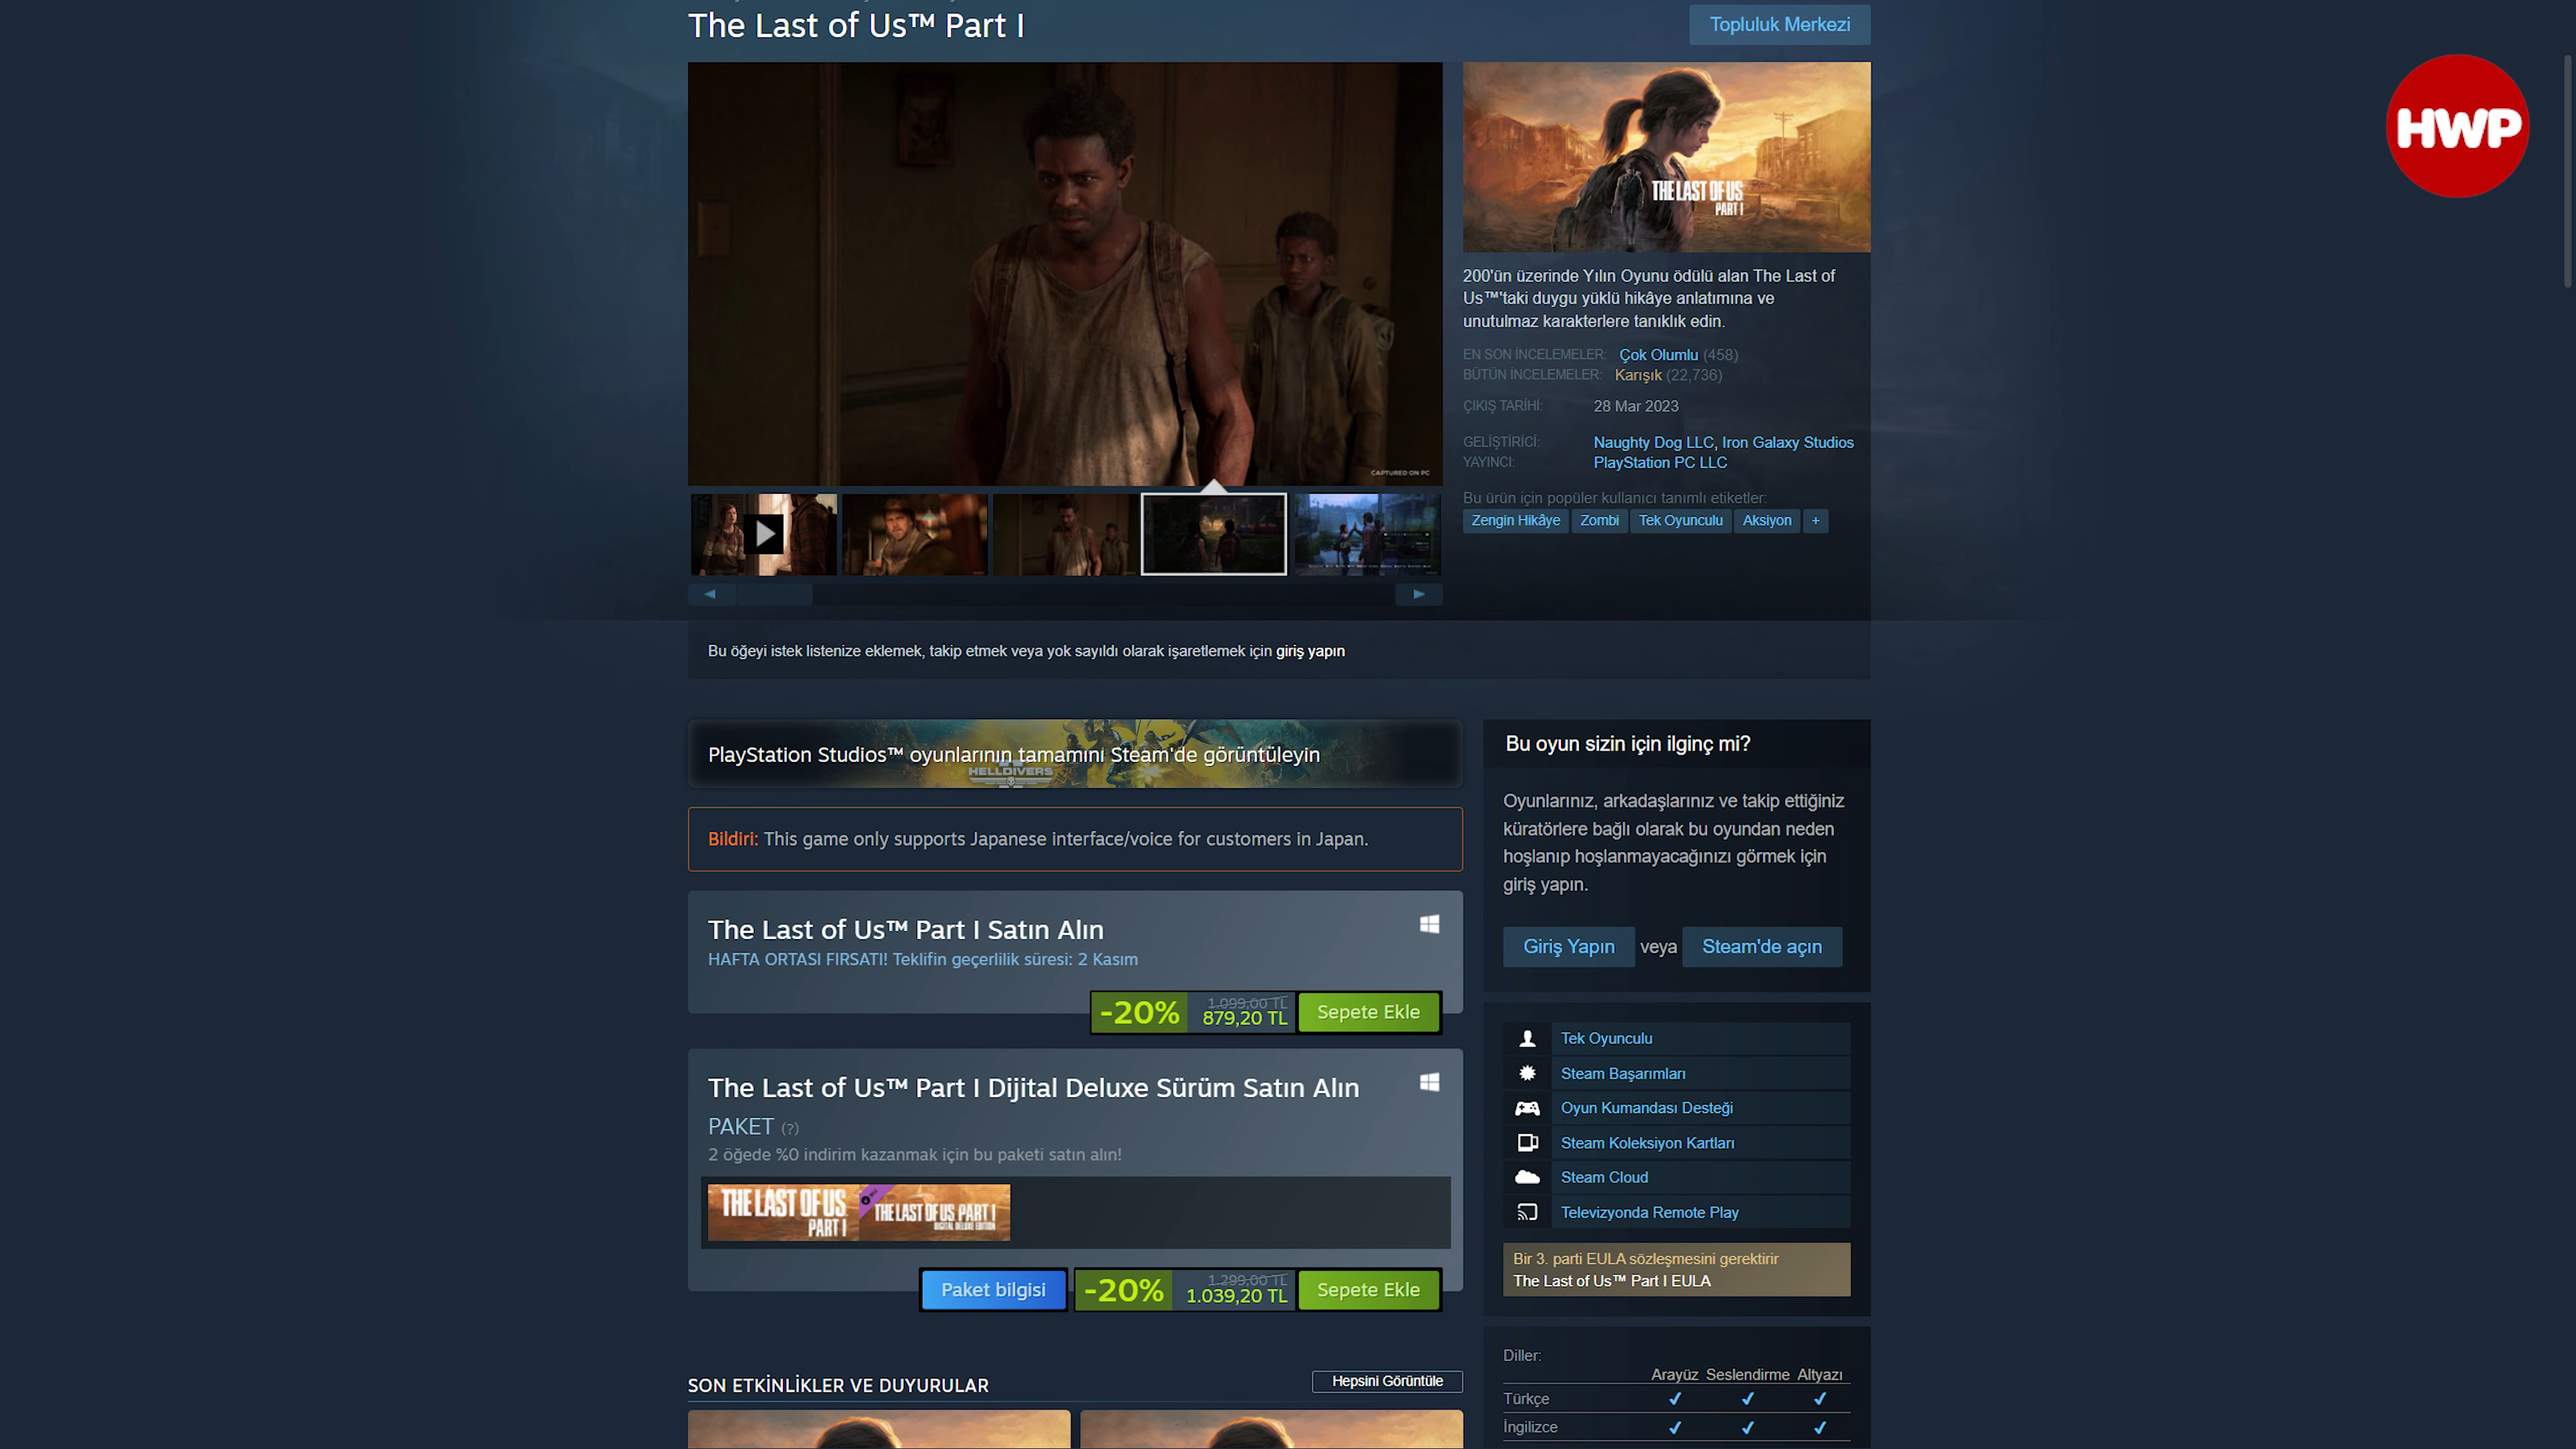 The Last of Us™ Part I
Topluluk Merkezi
HWP
THE LAST OF US
PART I
CAPTURED ON PC
200'ün üzerinde Yılın Oyunu ödülü alan The Last of
Us™'taki duygu yüklü hikâye anlatımına ve
unutulmaz karakterlere tanıklık edin.
EN SON İNCELEMELER: Çok Olumlu (458)
BÜTÜN İNCELEMELER: Karışık (22,736)
ÇIKIŞ TARİHİ: 28 Mar 2023
GELİŞTİRİCİ: Naughty Dog LLC, Iron Galaxy Studios
YAYINCI: PlayStation PC LLC
Bu ürün için popüler kullanıcı tanımlı etiketler:
Zengin Hikâye Zombi Tek Oyunculu Aksiyon +
Bu öğeyi istek listenize eklemek, takip etmek veya yok sayıldı olarak işaretlemek için giriş yapın
PlayStation Studios™ oyunlarının tamamını Steam'de görüntüleyin
HELLDIVERS
Bildiri: This game only supports Japanese interface/voice for customers in Japan.
The Last of Us™ Part I Satın Alın
HAFTA ORTASI FIRSATI! Teklifin geçerlilik süresi: 2 Kasım
-20% 1.099,00 TL
879,20 TL
Sepete Ekle
The Last of Us™ Part I Dijital Deluxe Sürüm Satın Alın
PAKET (?)
2 öğede %0 indirim kazanmak için bu paketi satın alın!
THE LAST OF US
PART I
THE LAST OF US PART I
DIGITAL DELUXE EDITION
Paket bilgisi
-20% 1.299,00 TL
1.039,20 TL
Sepete Ekle
SON ETKİNLİKLER VE DUYURULAR
Hepsini Görüntüle
Bu oyun sizin için ilginç mi?
Oyunlarınız, arkadaşlarınız ve takip ettiğiniz
küratörlere bağlı olarak bu oyundan neden
hoşlanıp hoşlanmayacağınızı görmek için
giriş yapın.
Giriş Yapın veya Steam'de açın
Tek Oyunculu
Steam Başarımları
Oyun Kumandası Desteği
Steam Koleksiyon Kartları
Steam Cloud
Televizyonda Remote Play
Bir 3. parti EULA sözleşmesini gerektirir
The Last of Us™ Part I EULA
Diller:
Arayüz Seslendirme Altyazı
Türkçe ✔ ✔ ✔
İngilizce ✔ ✔ ✔